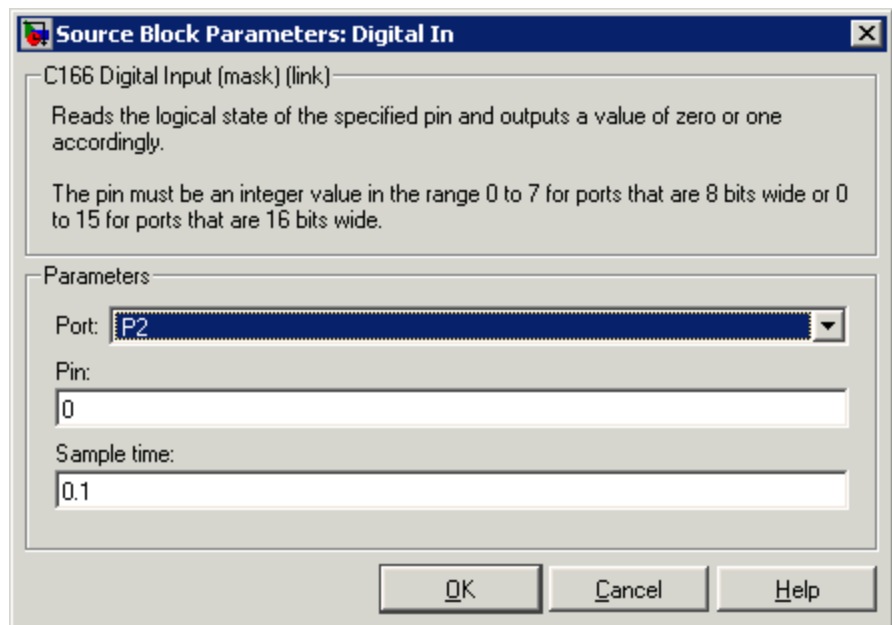 Source Block Parameters: Digital In
C166 Digital Input (mask) (link)
Reads the logical state of the specified pin and outputs a value of zero or one
accordingly.
The pin must be an integer value in the range 0 to 7 for ports that are 8 bits wide or 0
to 15 for ports that are 16 bits wide.
Parameters
Port: P2
Pin:
0
Sample time:
0.1
OK Cancel Help